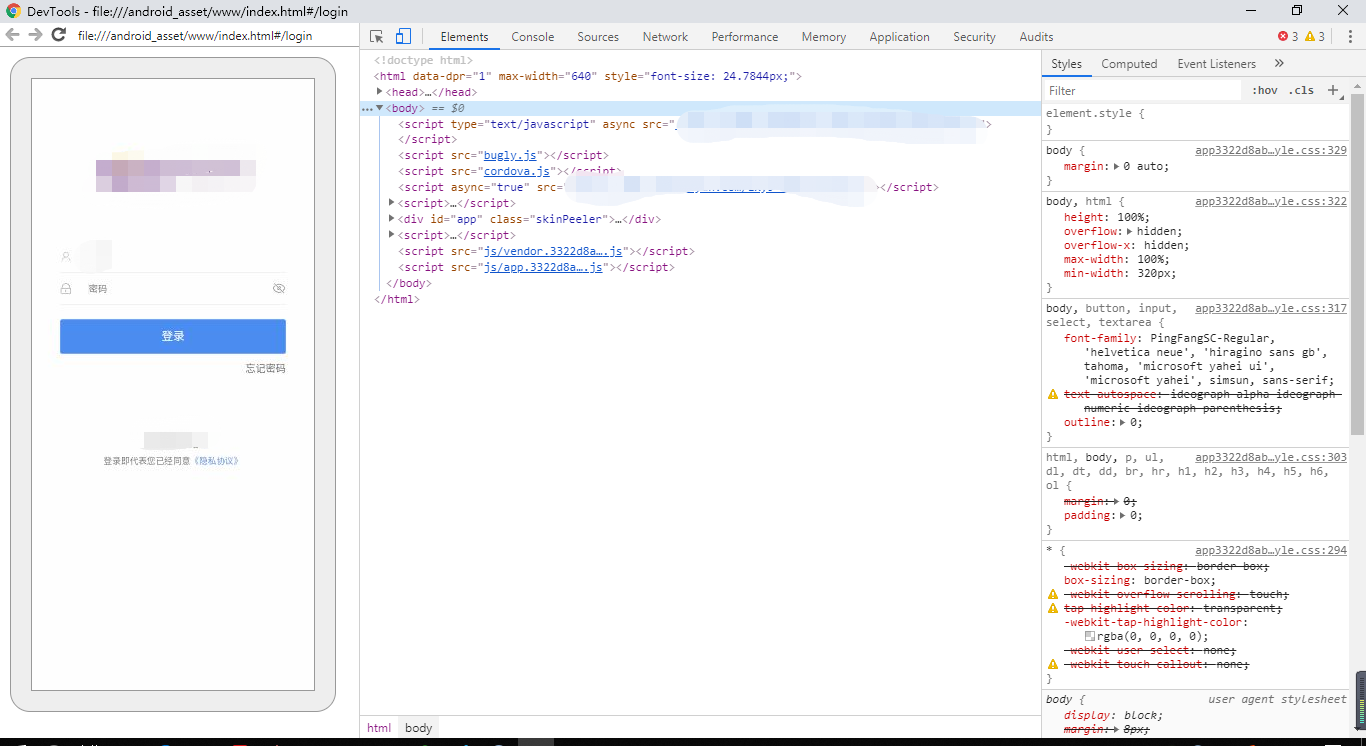 DevTools - file:///android_asset/www/index.html#/login
file:///android_asset/www/index.html#/login
密码
登录
忘记密码
登录即代表您已经同意《隐私协议》
Elements Console Sources Network Performance Memory Application Security Audits 3 3
<!doctype html>
<html data-dpr="1" max-width="640" style="font-size: 24.7844px;">
<head>…</head>
<body> == $0
<script type="text/javascript" async src="
">
</script>
<script src="bugly.js"></script>
<script src="cordova.js"></script>
<script async="true" src="
></script>
<script>…</script>
<div id="app" class="skinPeeler">…</div>
<script>…</script>
<script src="js/vendor.3322d8a….js"></script>
<script src="js/app.3322d8a….js"></script>
</body>
</html>
html body
Styles Computed Event Listeners »
Filter :hov .cls +
element.style {
}
body { app3322d8ab…yle.css:329
margin: 0 auto;
}
body, html { app3322d8ab…yle.css:322
height: 100%;
overflow: hidden;
overflow-x: hidden;
max-width: 100%;
min-width: 320px;
}
body, button, input, app3322d8ab…yle.css:317
select, textarea {
font-family: PingFangSC-Regular,
'helvetica neue', 'hiragino sans gb',
tahoma, 'microsoft yahei ui',
'microsoft yahei', simsun, sans-serif;
text-autospace: ideograph-alpha ideograph-
numeric ideograph-parenthesis;
outline: 0;
}
html, body, p, ul, app3322d8ab…yle.css:303
dl, dt, dd, br, hr, h1, h2, h3, h4, h5, h6,
ol {
margin: 0;
padding: 0;
}
* { app3322d8ab…yle.css:294
-webkit-box-sizing: border-box;
box-sizing: border-box;
-webkit-overflow-scrolling: touch;
tap-highlight-color: transparent;
-webkit-tap-highlight-color:
rgba(0, 0, 0, 0);
-webkit-user-select: none;
-webkit-touch-callout: none;
}
body { user agent stylesheet
display: block;
margin: 8px;